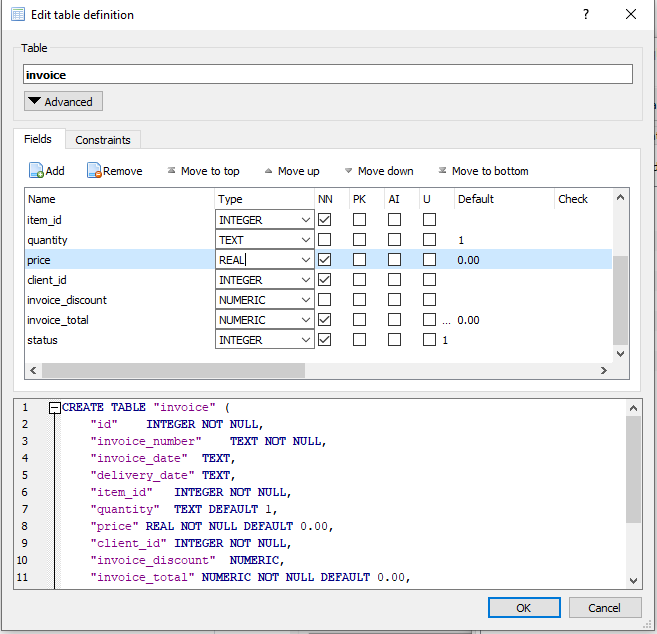 Edit table definition ?
Table
invoice
Advanced
Fields Constraints
Add Remove Move to top Move up Move down Move to bottom
Name Type NN PK AI U Default Check
item_id INTEGER
quantity TEXT 1
price REAL 0.00
client_id INTEGER
invoice_discount NUMERIC
invoice_total NUMERIC ... 0.00
status INTEGER 1
1 CREATE TABLE "invoice" (
2 "id" INTEGER NOT NULL,
3 "invoice_number" TEXT NOT NULL,
4 "invoice_date" TEXT,
5 "delivery_date" TEXT,
6 "item_id" INTEGER NOT NULL,
7 "quantity" TEXT DEFAULT 1,
8 "price" REAL NOT NULL DEFAULT 0.00,
9 "client_id" INTEGER NOT NULL,
10 "invoice_discount" NUMERIC,
11 "invoice_total" NUMERIC NOT NULL DEFAULT 0.00,
OK Cancel